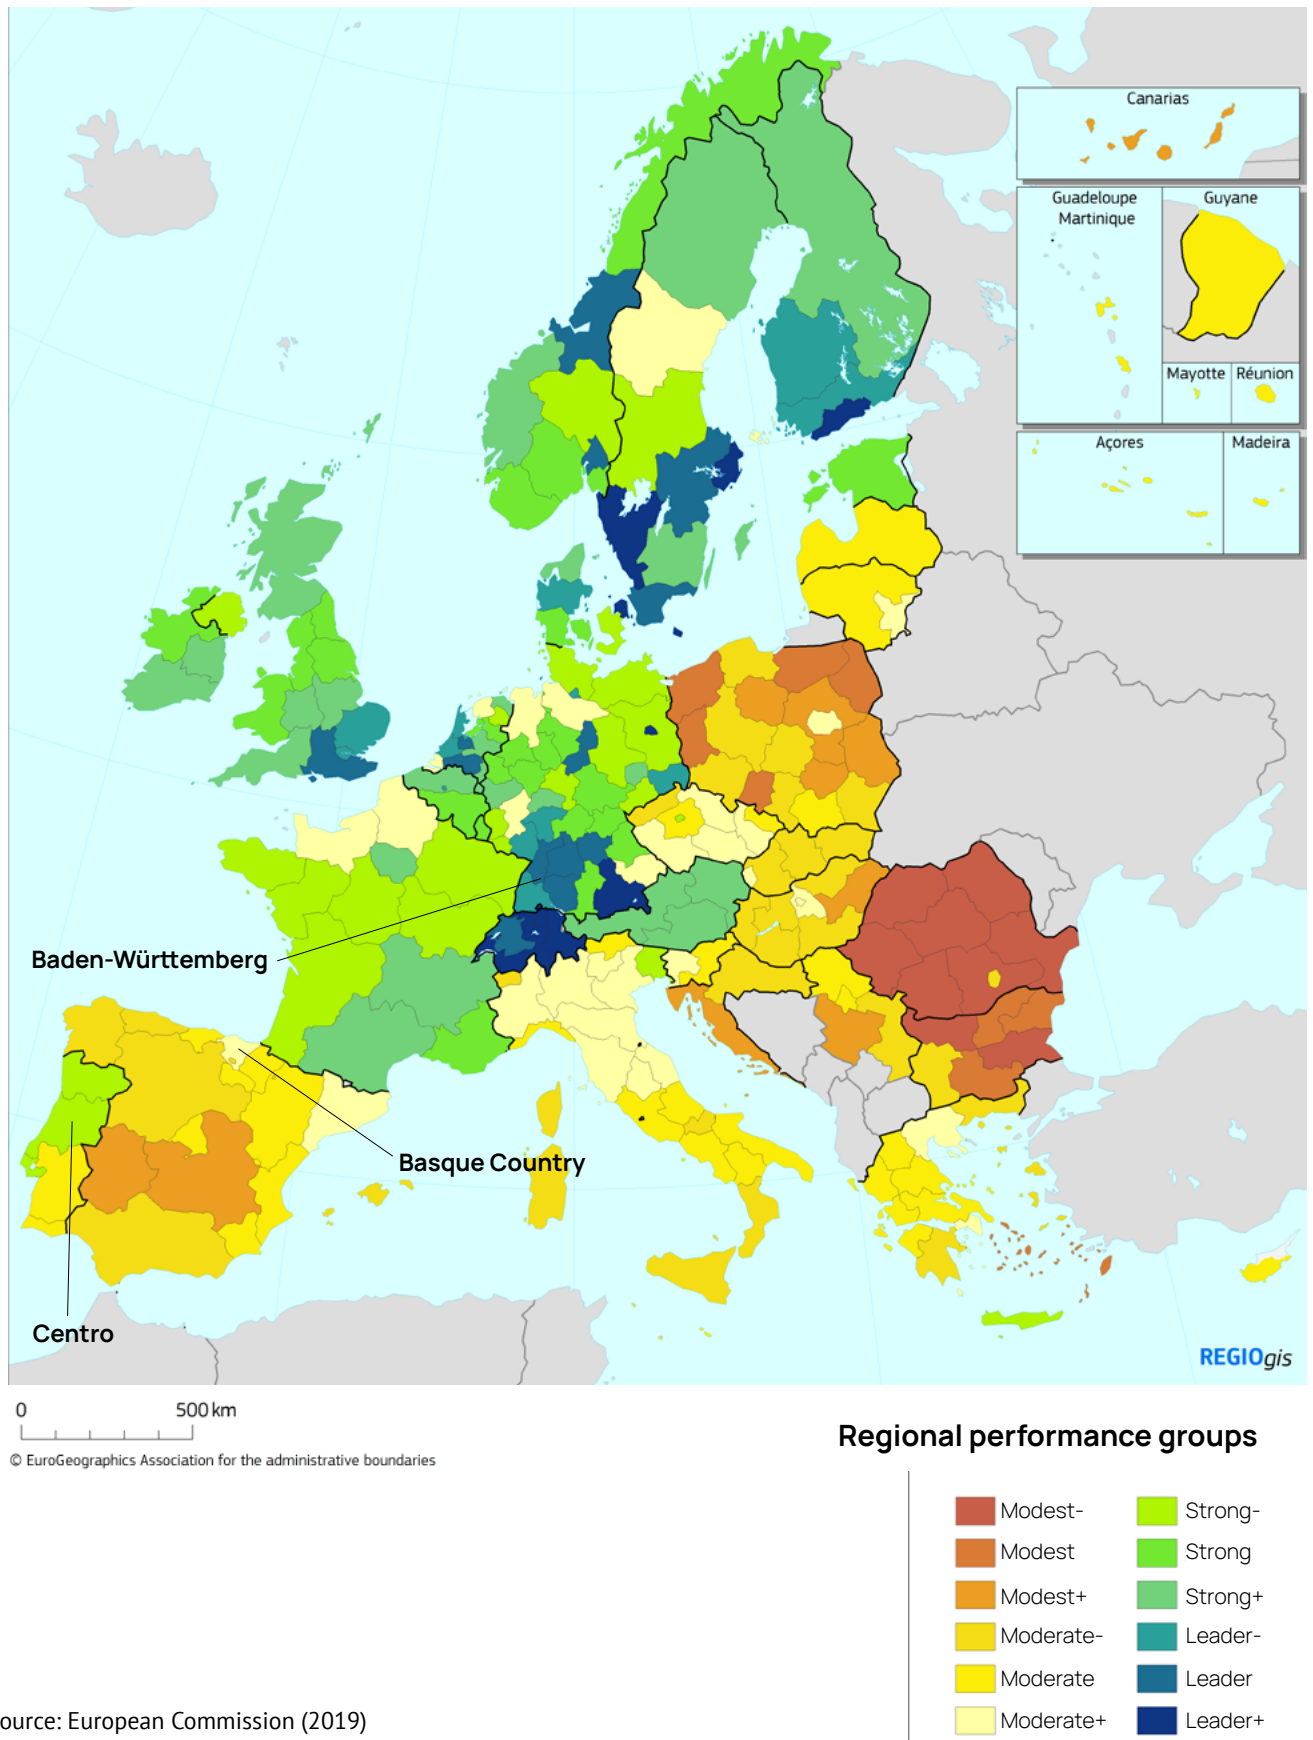 Canarias
Guadeloupe
Martinique
Guyane
Mayotte
Réunion
Açores
Madeira
Baden-Württemberg
Basque Country
Centro
REGIOgis
0
500 km
© EuroGeographics Association for the administrative boundaries
Regional performance groups
Modest-
Strong-
Modest
Strong
Modest+
Strong+
Moderate-
Leader-
Moderate
Leader
Moderate+
Leader+
ource: European Commission (2019)